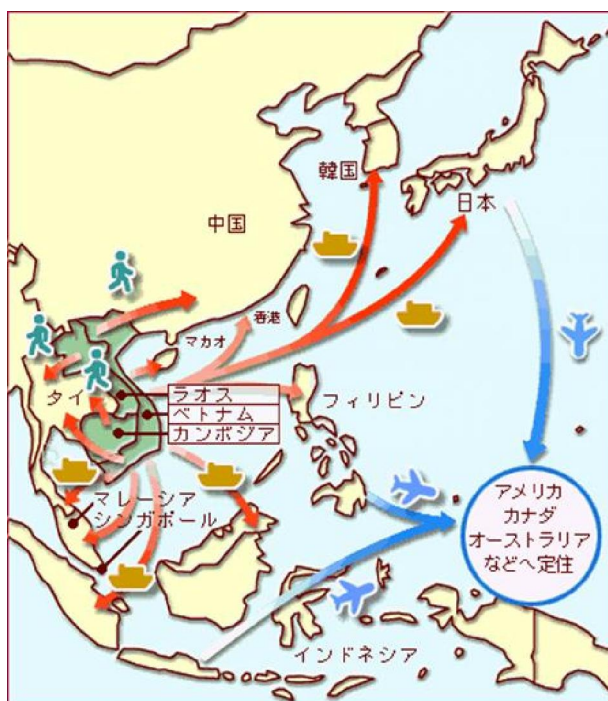 韓国
日本
中国
香港
マカオ
タイ
ラオス
ベトナム
カンボジア
フィリピン
マレーシア
シンガポール
アメリカ
カナダ
オーストラリア
などへ定住
インドネシア